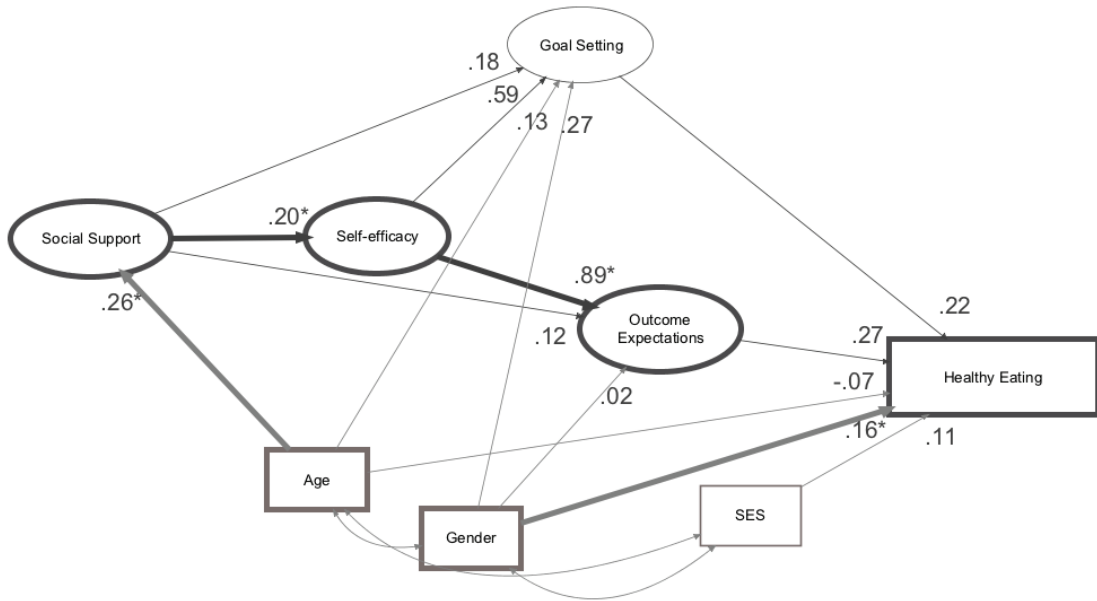 Goal Setting
.18
.59
.13
.27
.20*
Social Support
Self-efficacy
.89*
.26*
Outcome
Expectations
.12
.22
.27
Healthy Eating
-.07
.02
.16*
.11
Age
SES
Gender